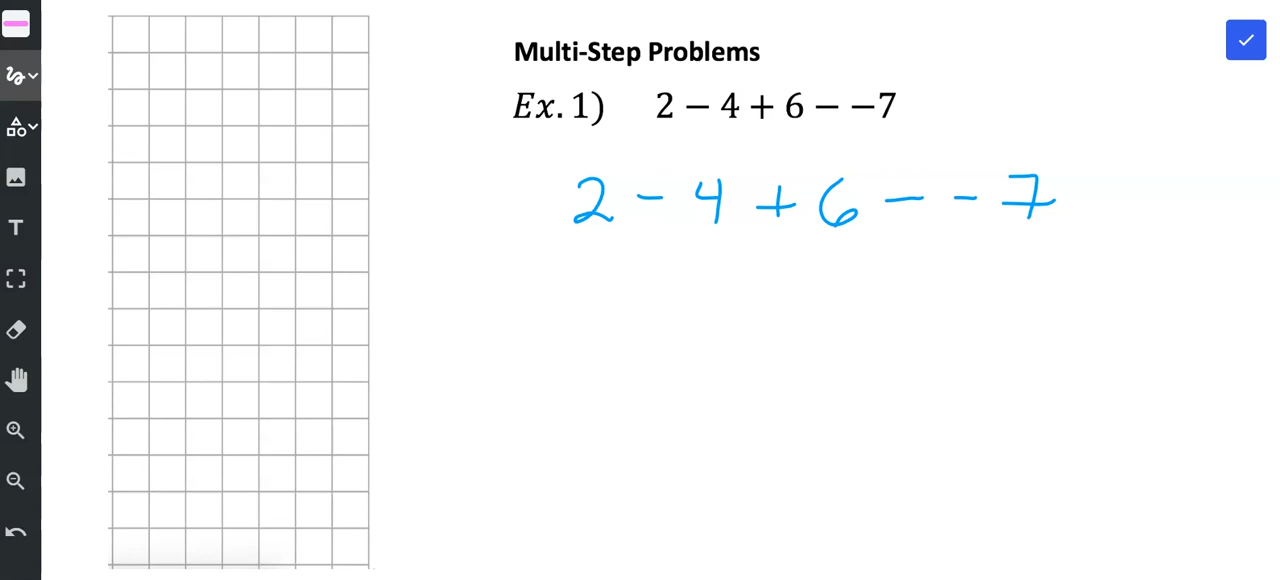 Multi-Step Problems
Ex. 1) 2 − 4 + 6 − −7
2 - 4 + 6 - - 7
T